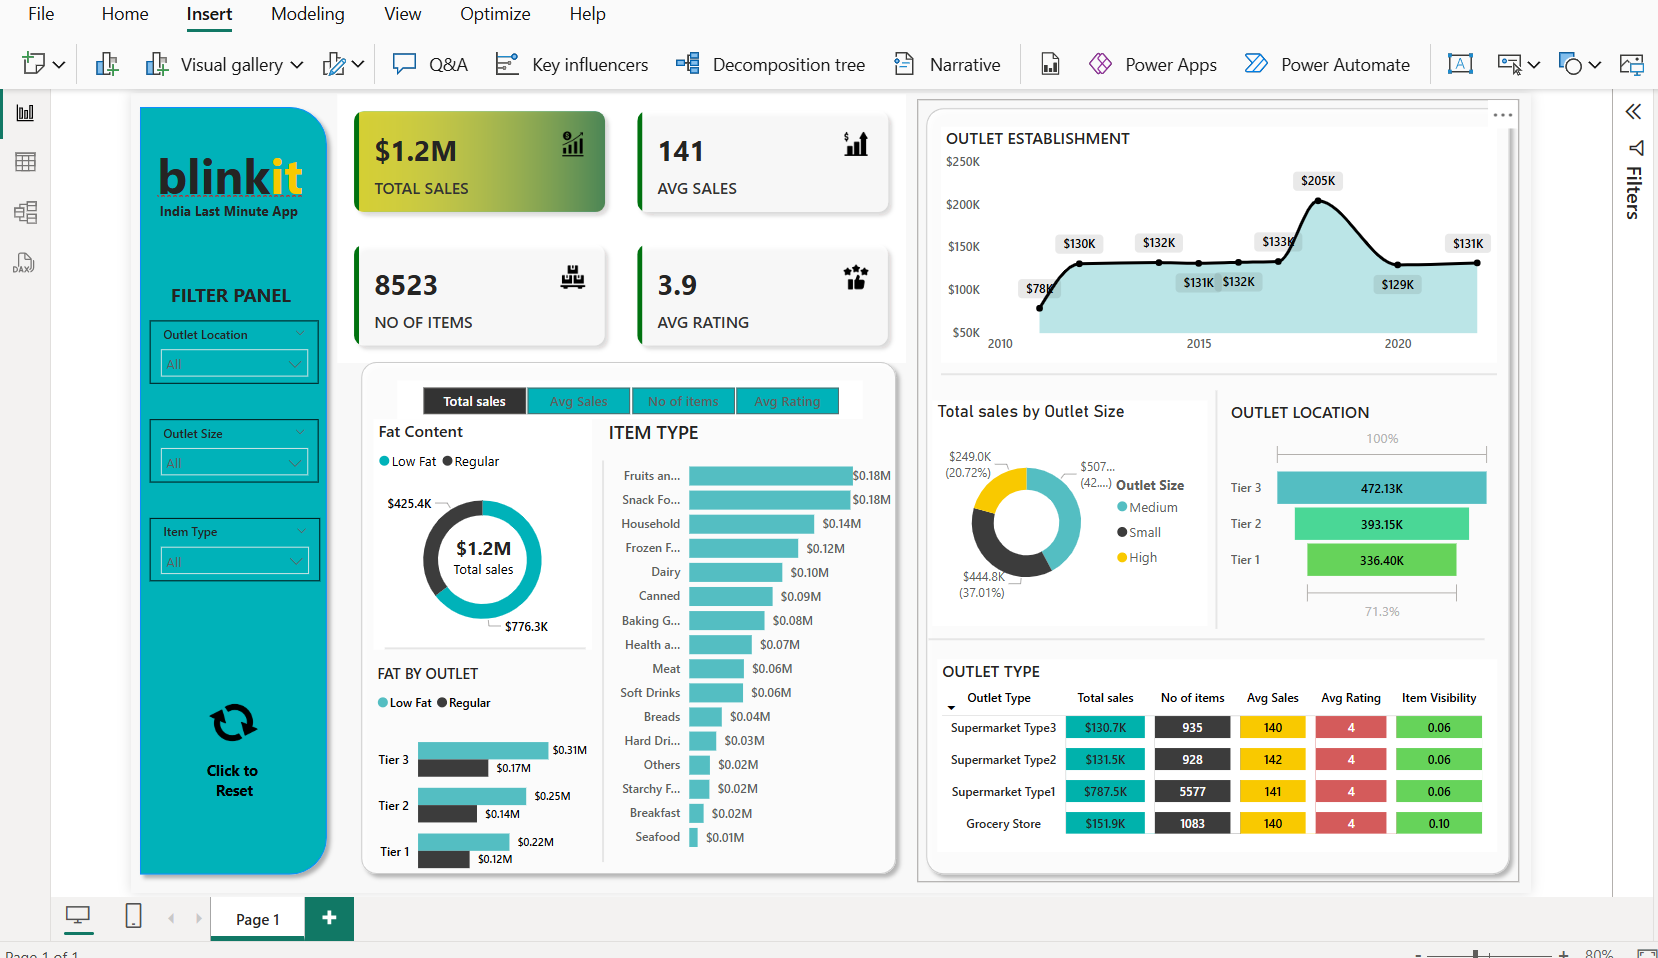 File Home Insert Modeling View Optimize Help
Visual gallery Q&A Key influencers Decomposition tree Narrative Power Apps Power Automate A
DAX
blinkit
India Last Minute App
FILTER PANEL
Outlet Location
All
Outlet Size
All
Item Type
All
Click to
Reset
$1.2M
TOTAL SALES
141
AVG SALES
8523
NO OF ITEMS
3.9
AVG RATING
Total sales Avg Sales No of items Avg Rating
Fat Content
Low Fat Regular
$425.4K
$1.2M
Total sales
$776.3K
FAT BY OUTLET
Low Fat Regular
Tier 3 $0.31M
$0.17M
Tier 2 $0.25M
$0.14M
Tier 1 $0.22M
$0.12M
ITEM TYPE
Fruits an... $0.18M
Snack Fo... $0.18M
Household $0.14M
Frozen F... $0.12M
Dairy $0.10M
Canned $0.09M
Baking G... $0.08M
Health a... $0.07M
Meat $0.06M
Soft Drinks $0.06M
Breads $0.04M
Hard Dri... $0.03M
Others $0.02M
Starchy F... $0.02M
Breakfast $0.02M
Seafood $0.01M
OUTLET ESTABLISHMENT
$250K
$200K
$150K
$100K
$50K
$78K $130K $132K $131K $132K $133K $205K $129K $131K
2010 2015 2020
Total sales by Outlet Size
$249.0K
(20.72%)
$507...
(42....)
$444.8K
(37.01%)
Outlet Size
Medium
Small
High
OUTLET LOCATION
100%
Tier 3 472.13K
Tier 2 393.15K
Tier 1 336.40K
71.3%
OUTLET TYPE
Outlet Type Total sales No of items Avg Sales Avg Rating Item Visibility
Supermarket Type3 $130.7K 935 140 4 0.06
Supermarket Type2 $131.5K 928 142 4 0.06
Supermarket Type1 $787.5K 5577 141 4 0.06
Grocery Store $151.9K 1083 140 4 0.10
Filters
Page 1
Page 1 of 1
- + 80%